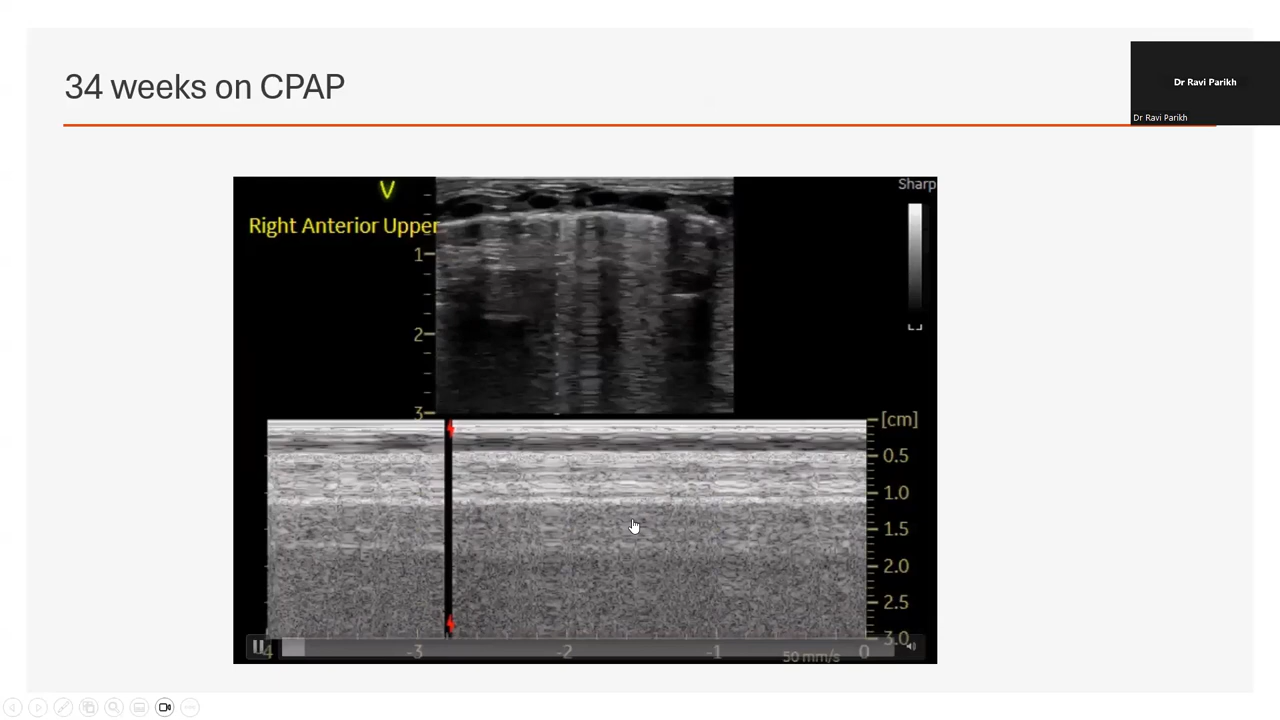 34 weeks on CPAP
Dr Ravi Parikh
Dr Ravi Parikh
V
Sharp
Right Anterior Upper
1
2
3
[cm]
0.5
1.0
1.5
2.0
2.5
3.0
4
-3
-2
-1
50 mm/s
0